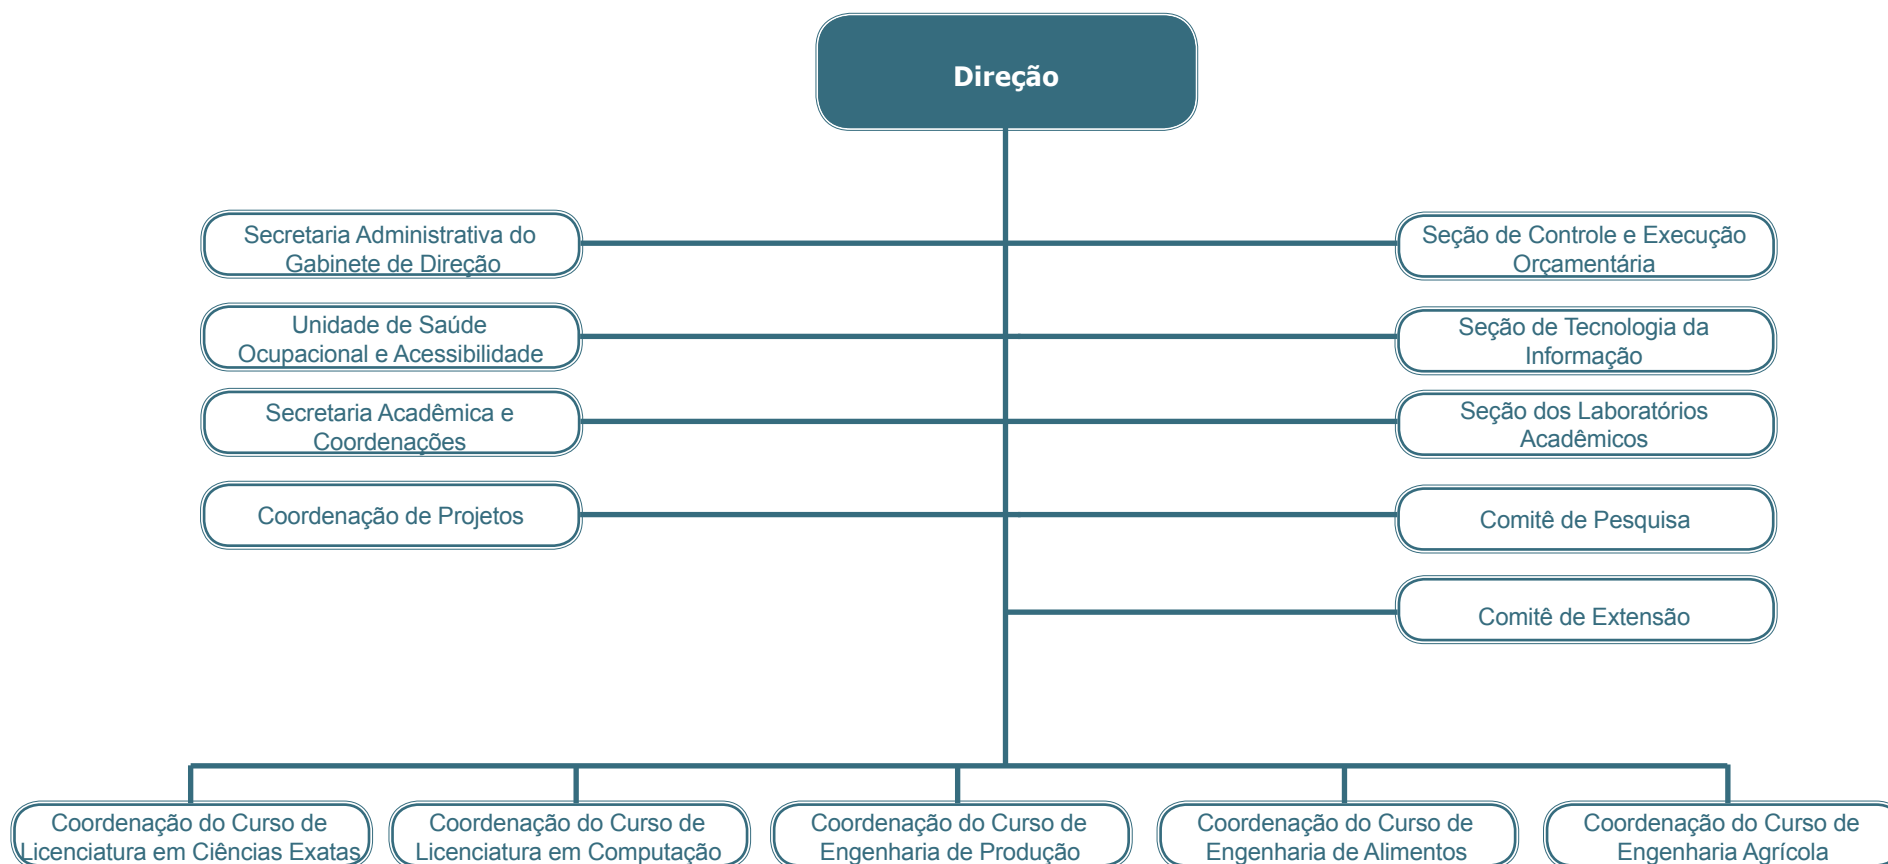 Direção
Secretaria Administrativa do
Gabinete de Direção
Seção de Controle e Execução
Orçamentária
Unidade de Saúde
Ocupacional e Acessibilidade
Seção de Tecnologia da
Informação
Secretaria Acadêmica e
Coordenações
Seção dos Laboratórios
Acadêmicos
Coordenação de Projetos
Comitê de Pesquisa
Comitê de Extensão
Coordenação do Curso de
Licenciatura em Ciências Exatas
Coordenação do Curso de
Licenciatura em Computação
Coordenação do Curso de
Engenharia de Produção
Coordenação do Curso de
Engenharia de Alimentos
Coordenação do Curso de
Engenharia Agrícola